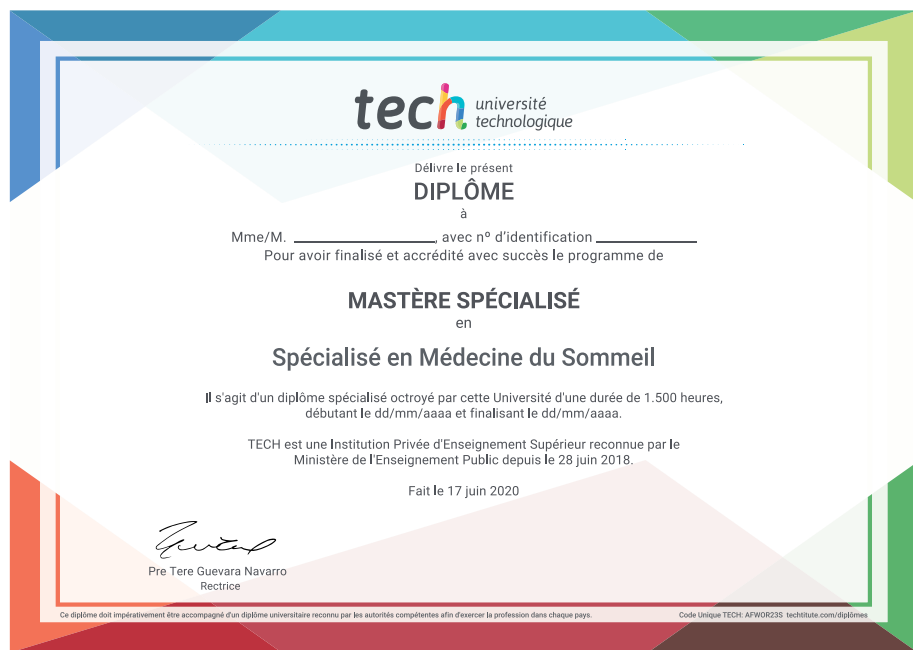 tech université
technologique
Délivre le présent
DIPLÔME
à
Mme/M. ____________, avec nº d'identification ____________
Pour avoir finalisé et accrédité avec succès le programme de
MASTÈRE SPÉCIALISÉ
en
Spécialisé en Médecine du Sommeil
Il s'agit d'un diplôme spécialisé octroyé par cette Université d'une durée de 1.500 heures,
débutant le dd/mm/aaaa et finalisant le dd/mm/aaaa.
TECH est une Institution Privée d'Enseignement Supérieur reconnue par le
Ministère de l'Enseignement Public depuis le 28 juin 2018.
Fait le 17 juin 2020
Pre Tere Guevara Navarro
Rectrice
Ce diplôme doit impérativement être accompagné d'un diplôme universitaire reconnu par les autorités compétentes afin d'exercer la profession dans chaque pays.
Code Unique TECH: AFWOR23S techtitute.com/diplômes